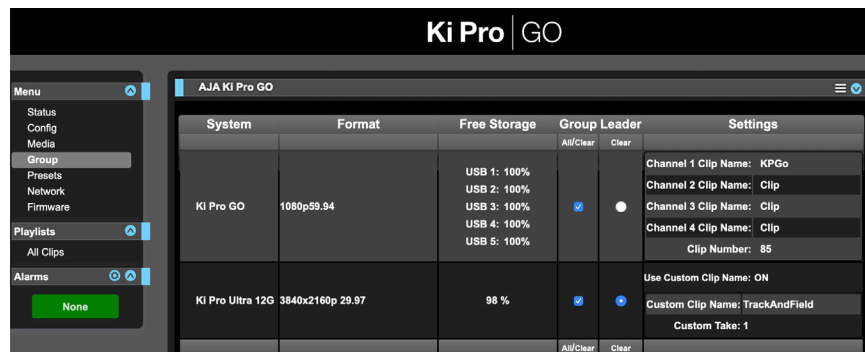 Ki Pro GO
Menu
Status
Config
Media
Group
Presets
Network
Firmware
Playlists
All Clips
Alarms
None
AJA Ki Pro GO
System Format Free Storage Group Leader Settings
All/Clear Clear
Ki Pro GO 1080p59.94
USB 1: 100%
USB 2: 100%
USB 3: 100%
USB 4: 100%
USB 5: 100%
Channel 1 Clip Name: KPGo
Channel 2 Clip Name: Clip
Channel 3 Clip Name: Clip
Channel 4 Clip Name: Clip
Clip Number: 85
Ki Pro Ultra 12G 3840x2160p 29.97 98 %
Use Custom Clip Name: ON
Custom Clip Name: TrackAndField
Custom Take: 1
All/Clear Clear